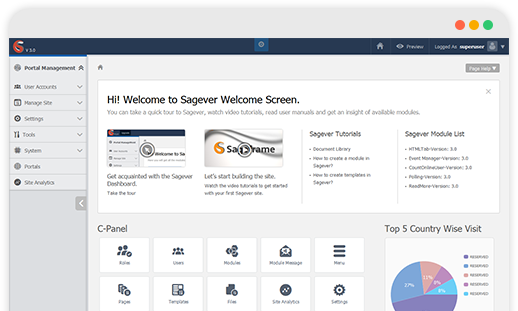 V 3.0
Preview
Logged As superuser
Portal Management
User Accounts
Manage Site
Settings
Tools
System
Portals
Site Analytics
Page Help
Hi! Welcome to Sagever Welcome Screen.
You can take a quick tour to Sagever, watch video tutorials, read user manuals and get an insight of available modules.
Get acquainted with the Sagever
Dashboard.
Take the tour
SageFrame
Let's start building the site.
Watch the video tutorials to get started
with your first Sagever site.
Sagever Tutorials
Document Library
How to create a module in
Sagever?
How to create templates in
Sagever?
Sagever Module List
HTMLTab-Version: 3.0
Event Manager-Version: 3.0
CountOnlineUser-Version: 3.0
Polling-Version: 3.0
ReadMore-Version: 3.0
C-Panel
Roles
Users
Modules
Module Message
Menu
Pages
Templates
Files
Site Analytics
Settings
Top 5 Country Wise Visit
27%
11%
8%
8%
RESERVED
RESERVED
RESERVED
RESERVED
RESERVED